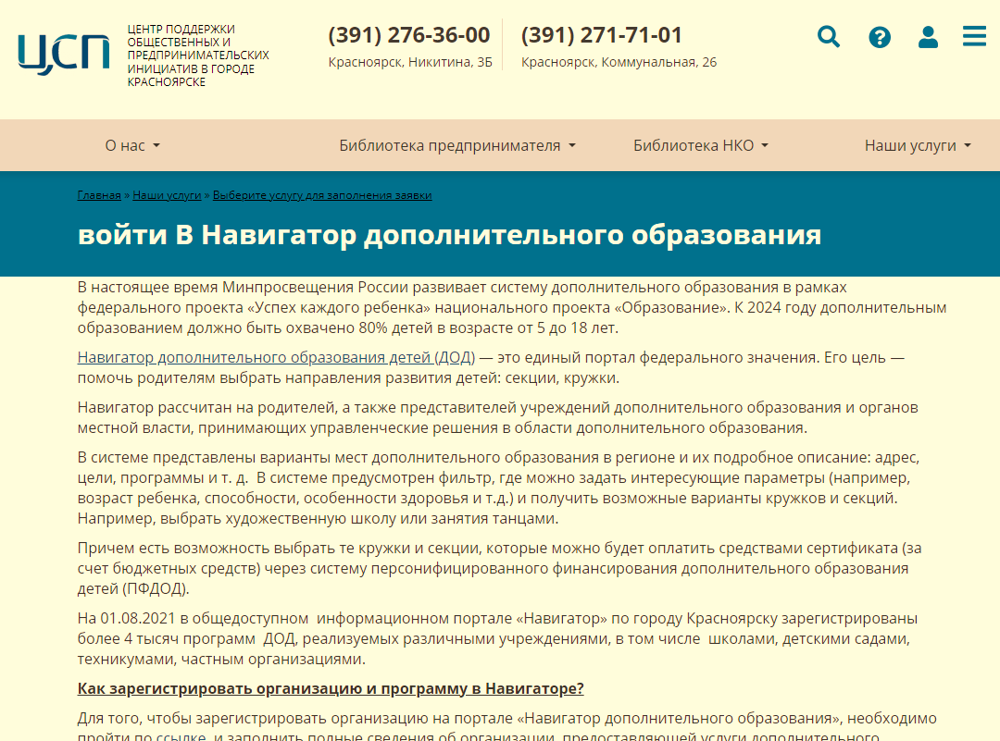 ЦСП
ЦЕНТР ПОДДЕРЖКИ
ОБЩЕСТВЕННЫХ И
ПРЕДПРИНИМАТЕЛЬСКИХ
ИНИЦИАТИВ В ГОРОДЕ
КРАСНОЯРСКЕ
(391) 276-36-00
Красноярск, Никитина, 3Б
(391) 271-71-01
Красноярск, Коммунальная, 26
О нас
Библиотека предпринимателя
Библиотека НКО
Наши услуги
Главная » Наши услуги » Выберите услугу для заполнения заявки
войти В Навигатор дополнительного образования
В настоящее время Минпросвещения России развивает систему дополнительного образования в рамках
федерального проекта «Успех каждого ребенка» национального проекта «Образование». К 2024 году дополнительным
образованием должно быть охвачено 80% детей в возрасте от 5 до 18 лет.
Навигатор дополнительного образования детей (ДОД) — это единый портал федерального значения. Его цель —
помочь родителям выбрать направления развития детей: секции, кружки.
Навигатор рассчитан на родителей, а также представителей учреждений дополнительного образования и органов
местной власти, принимающих управленческие решения в области дополнительного образования.
В системе представлены варианты мест дополнительного образования в регионе и их подробное описание: адрес,
цели, программы и т. д.  В системе предусмотрен фильтр, где можно задать интересующие параметры (например,
возраст ребенка, способности, особенности здоровья и т.д.) и получить возможные варианты кружков и секций.
Например, выбрать художественную школу или занятия танцами.
Причем есть возможность выбрать те кружки и секции, которые можно будет оплатить средствами сертификата (за
счет бюджетных средств) через систему персонифицированного финансирования дополнительного образования
детей (ПФДОД).
На 01.08.2021 в общедоступном  информационном портале «Навигатор» по городу Красноярску зарегистрированы
более 4 тысяч программ  ДОД, реализуемых различными учреждениями, в том числе  школами, детскими садами,
техникумами, частным организациями.
Как зарегистрировать организацию и программу в Навигаторе?
Для того, чтобы зарегистрировать организацию на портале «Навигатор дополнительного образования», необходимо
пройти по ссылке  и заполнить полные сведения об организации, предоставляющей услуги дополнительного